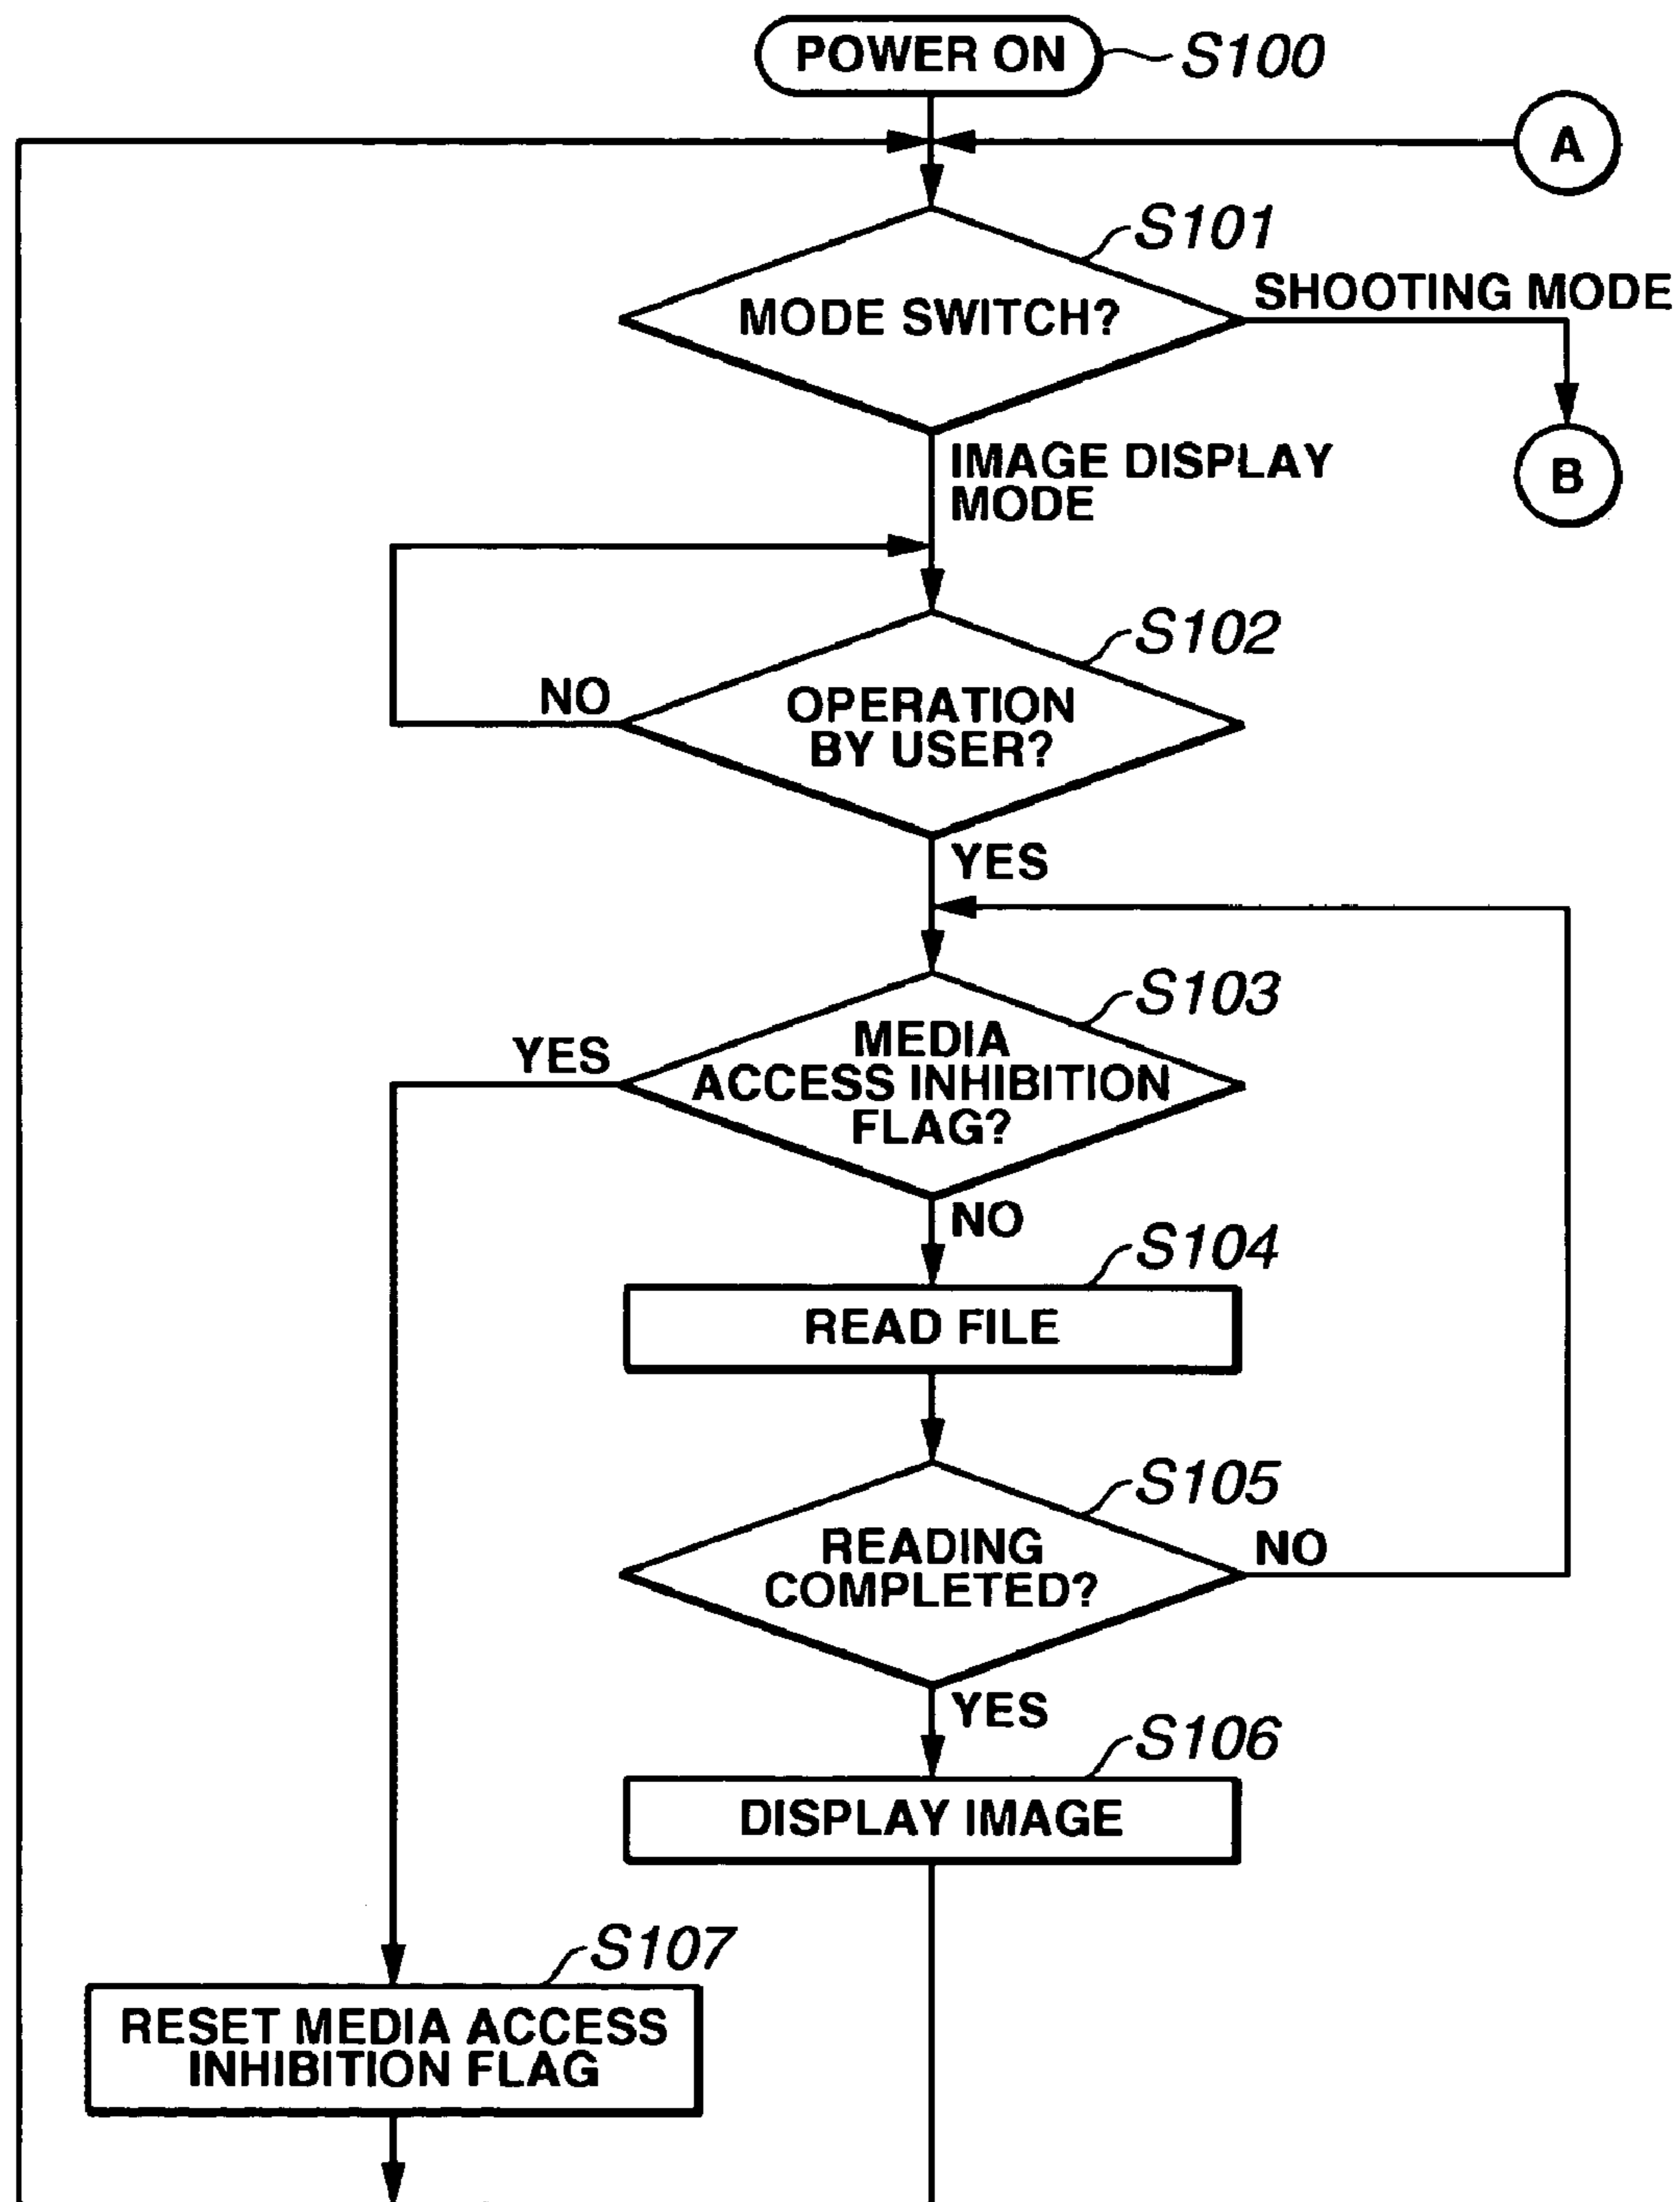 POWER ON
S100
A
S101
MODE SWITCH?
SHOOTING MODE
B
IMAGE DISPLAY
MODE
S102
NO
OPERATION
BY USER?
YES
S103
YES
MEDIA
ACCESS INHIBITION
FLAG?
NO
S104
READ FILE
S105
READING
COMPLETED?
NO
YES
S106
DISPLAY IMAGE
S107
RESET MEDIA ACCESS
INHIBITION FLAG